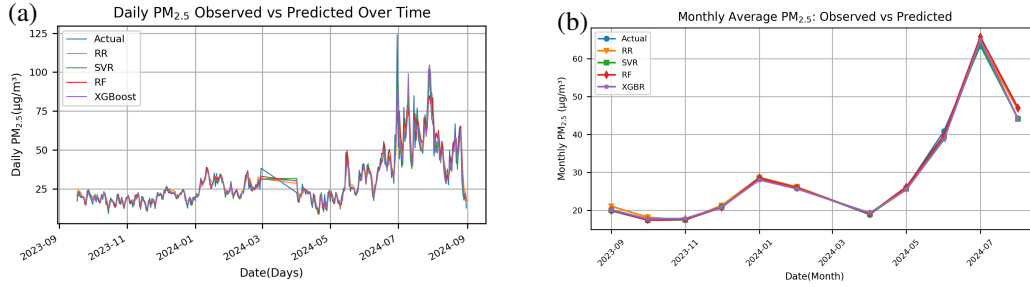 (a)
Daily PM2.5 Observed vs Predicted Over Time
Daily PM2.5 (µg/m³)
125
100
75
50
25
Actual
RR
SVR
RF
XGBoost
2023-09
2023-11
2024-01
2024-03
2024-05
2024-07
2024-09
Date(Days)
(b)
Monthly Average PM2.5: Observed vs Predicted
Monthly PM2.5 (µg/m³)
60
50
40
30
20
Actual
RR
SVR
RF
XGBR
2023-09
2023-11
2024-01
2024-03
2024-05
2024-07
Date(Month)